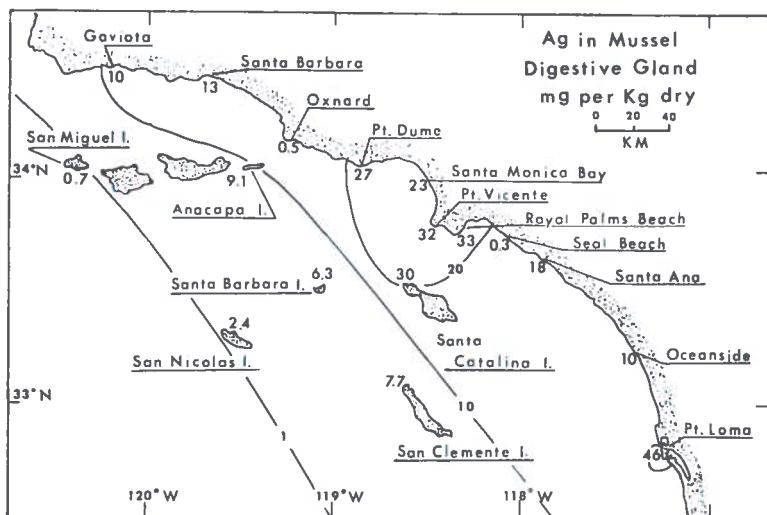 Gaviota
Ag in Mussel
Digestive Gland
mg per Kg dry
0 20 40
KM
10
Santa Barbara
13
Oxnard
0.5
Pt. Dume
27
San Miguel I.
34°N
0.7
9.1
Anacapa I.
Santa Monica Bay
23
Pt. Vicente
32
Royal Palms Beach
33
0.3
Seal Beach
18
Santa Ana
20
30
Santa Barbara I.
6.3
2.4
San Nicolas I.
Santa
Catalina I.
10
Oceanside
33°N
7.7
10
San Clemente I.
1
Pt. Loma
46
120°W
119°W
118°W